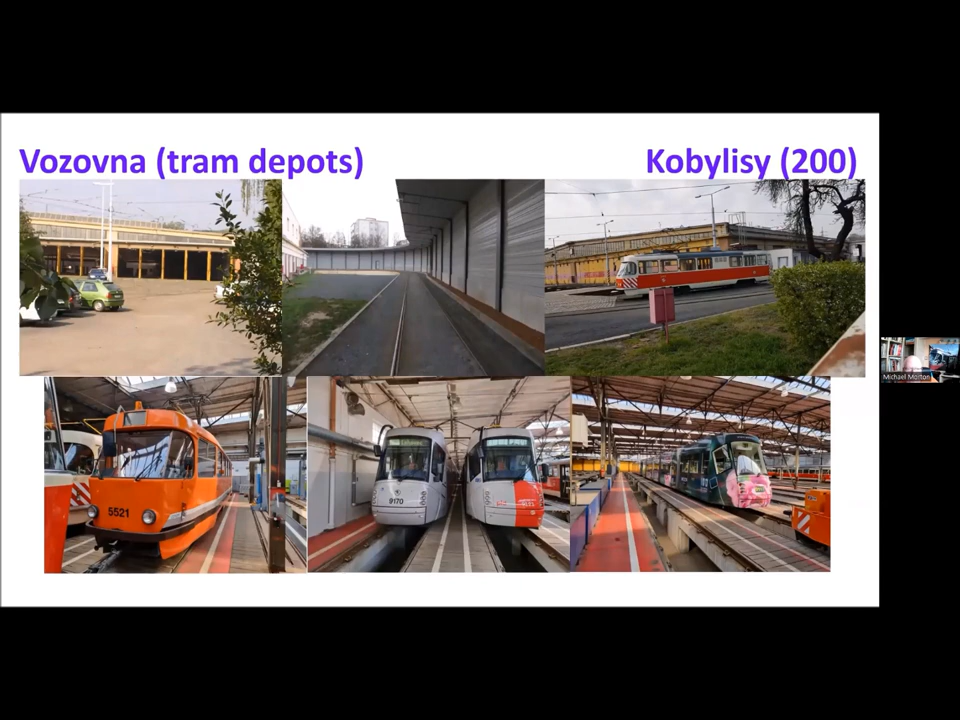 Vozovna (tram depots)
Kobylisy (200)
5521
9170
Michael Morton